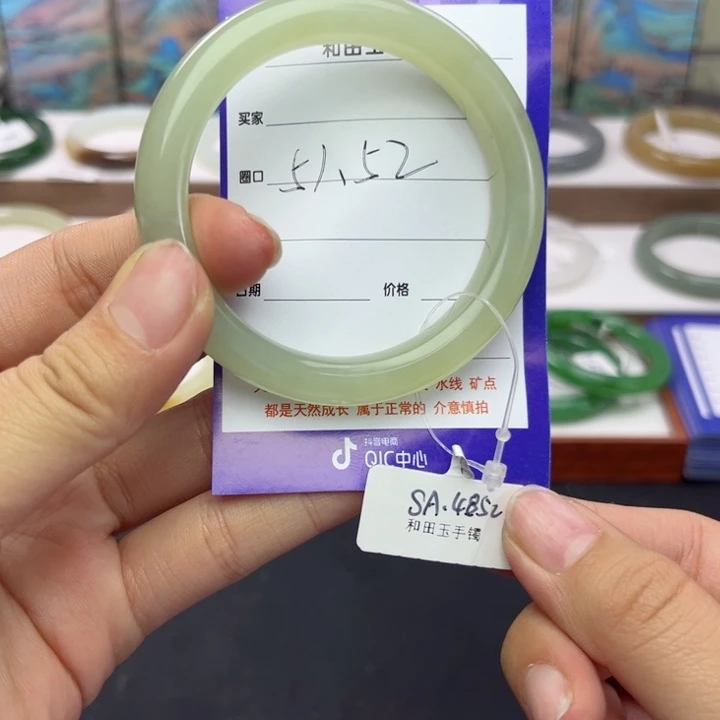 和田玉
买家
圈口 51.52
日期 价格
水线 矿点
都是天然成长 属于正常的 介意慎拍
抖音电商
QIC中心
SA.4852
和田玉手镯